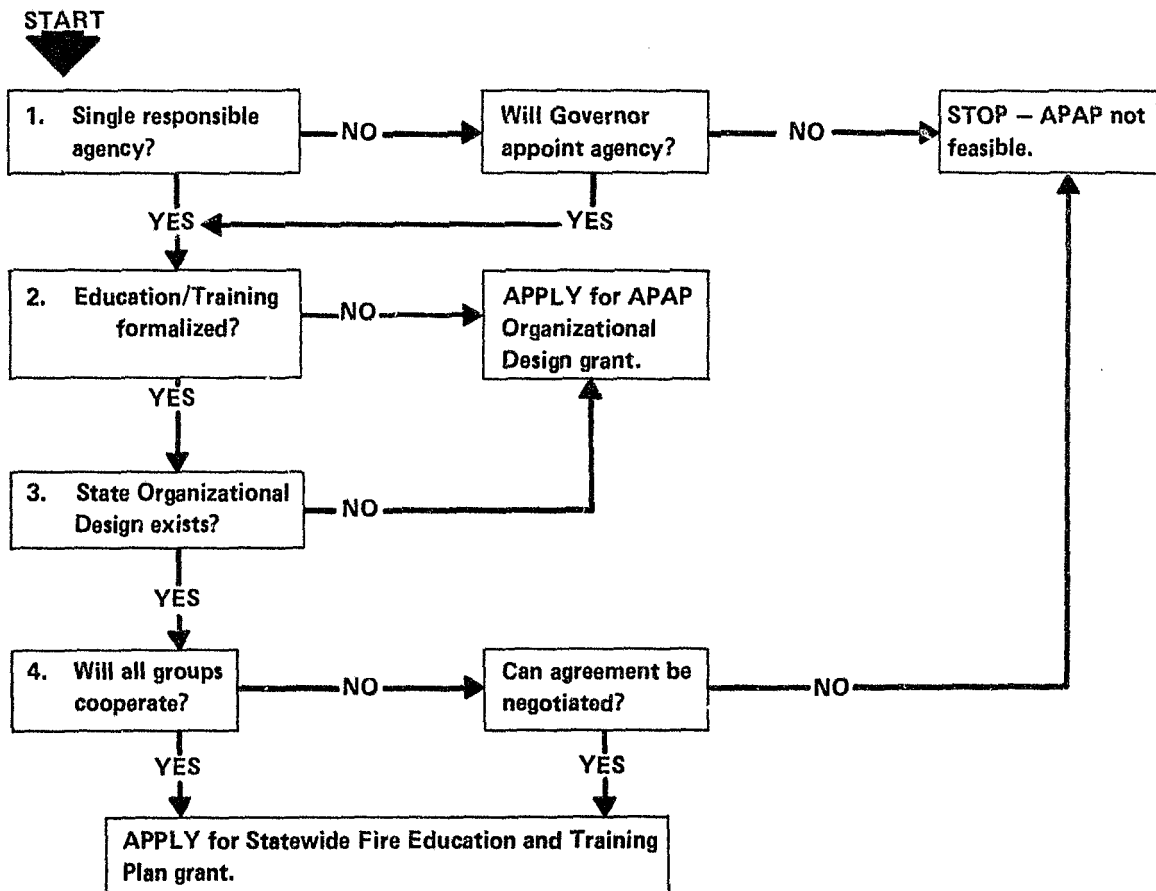 START
1. Single responsible
agency?
NO
Will Governor
appoint agency?
NO
STOP – APAP not
feasible.
YES
YES
2. Education/Training
formalized?
NO
APPLY for APAP
Organizational
Design grant.
YES
3. State Organizational
Design exists?
NO
YES
4. Will all groups
cooperate?
NO
Can agreement be
negotiated?
NO
YES
YES
APPLY for Statewide Fire Education and Training
Plan grant.